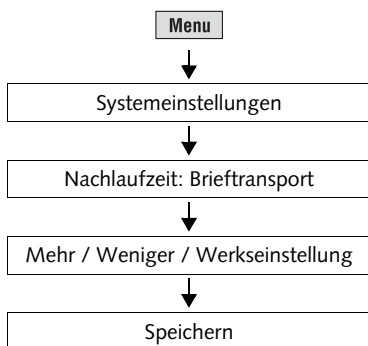 Menu
Systemeinstellungen
Nachlaufzeit: Brieftransport
Mehr / Weniger / Werkseinstellung
Speichern